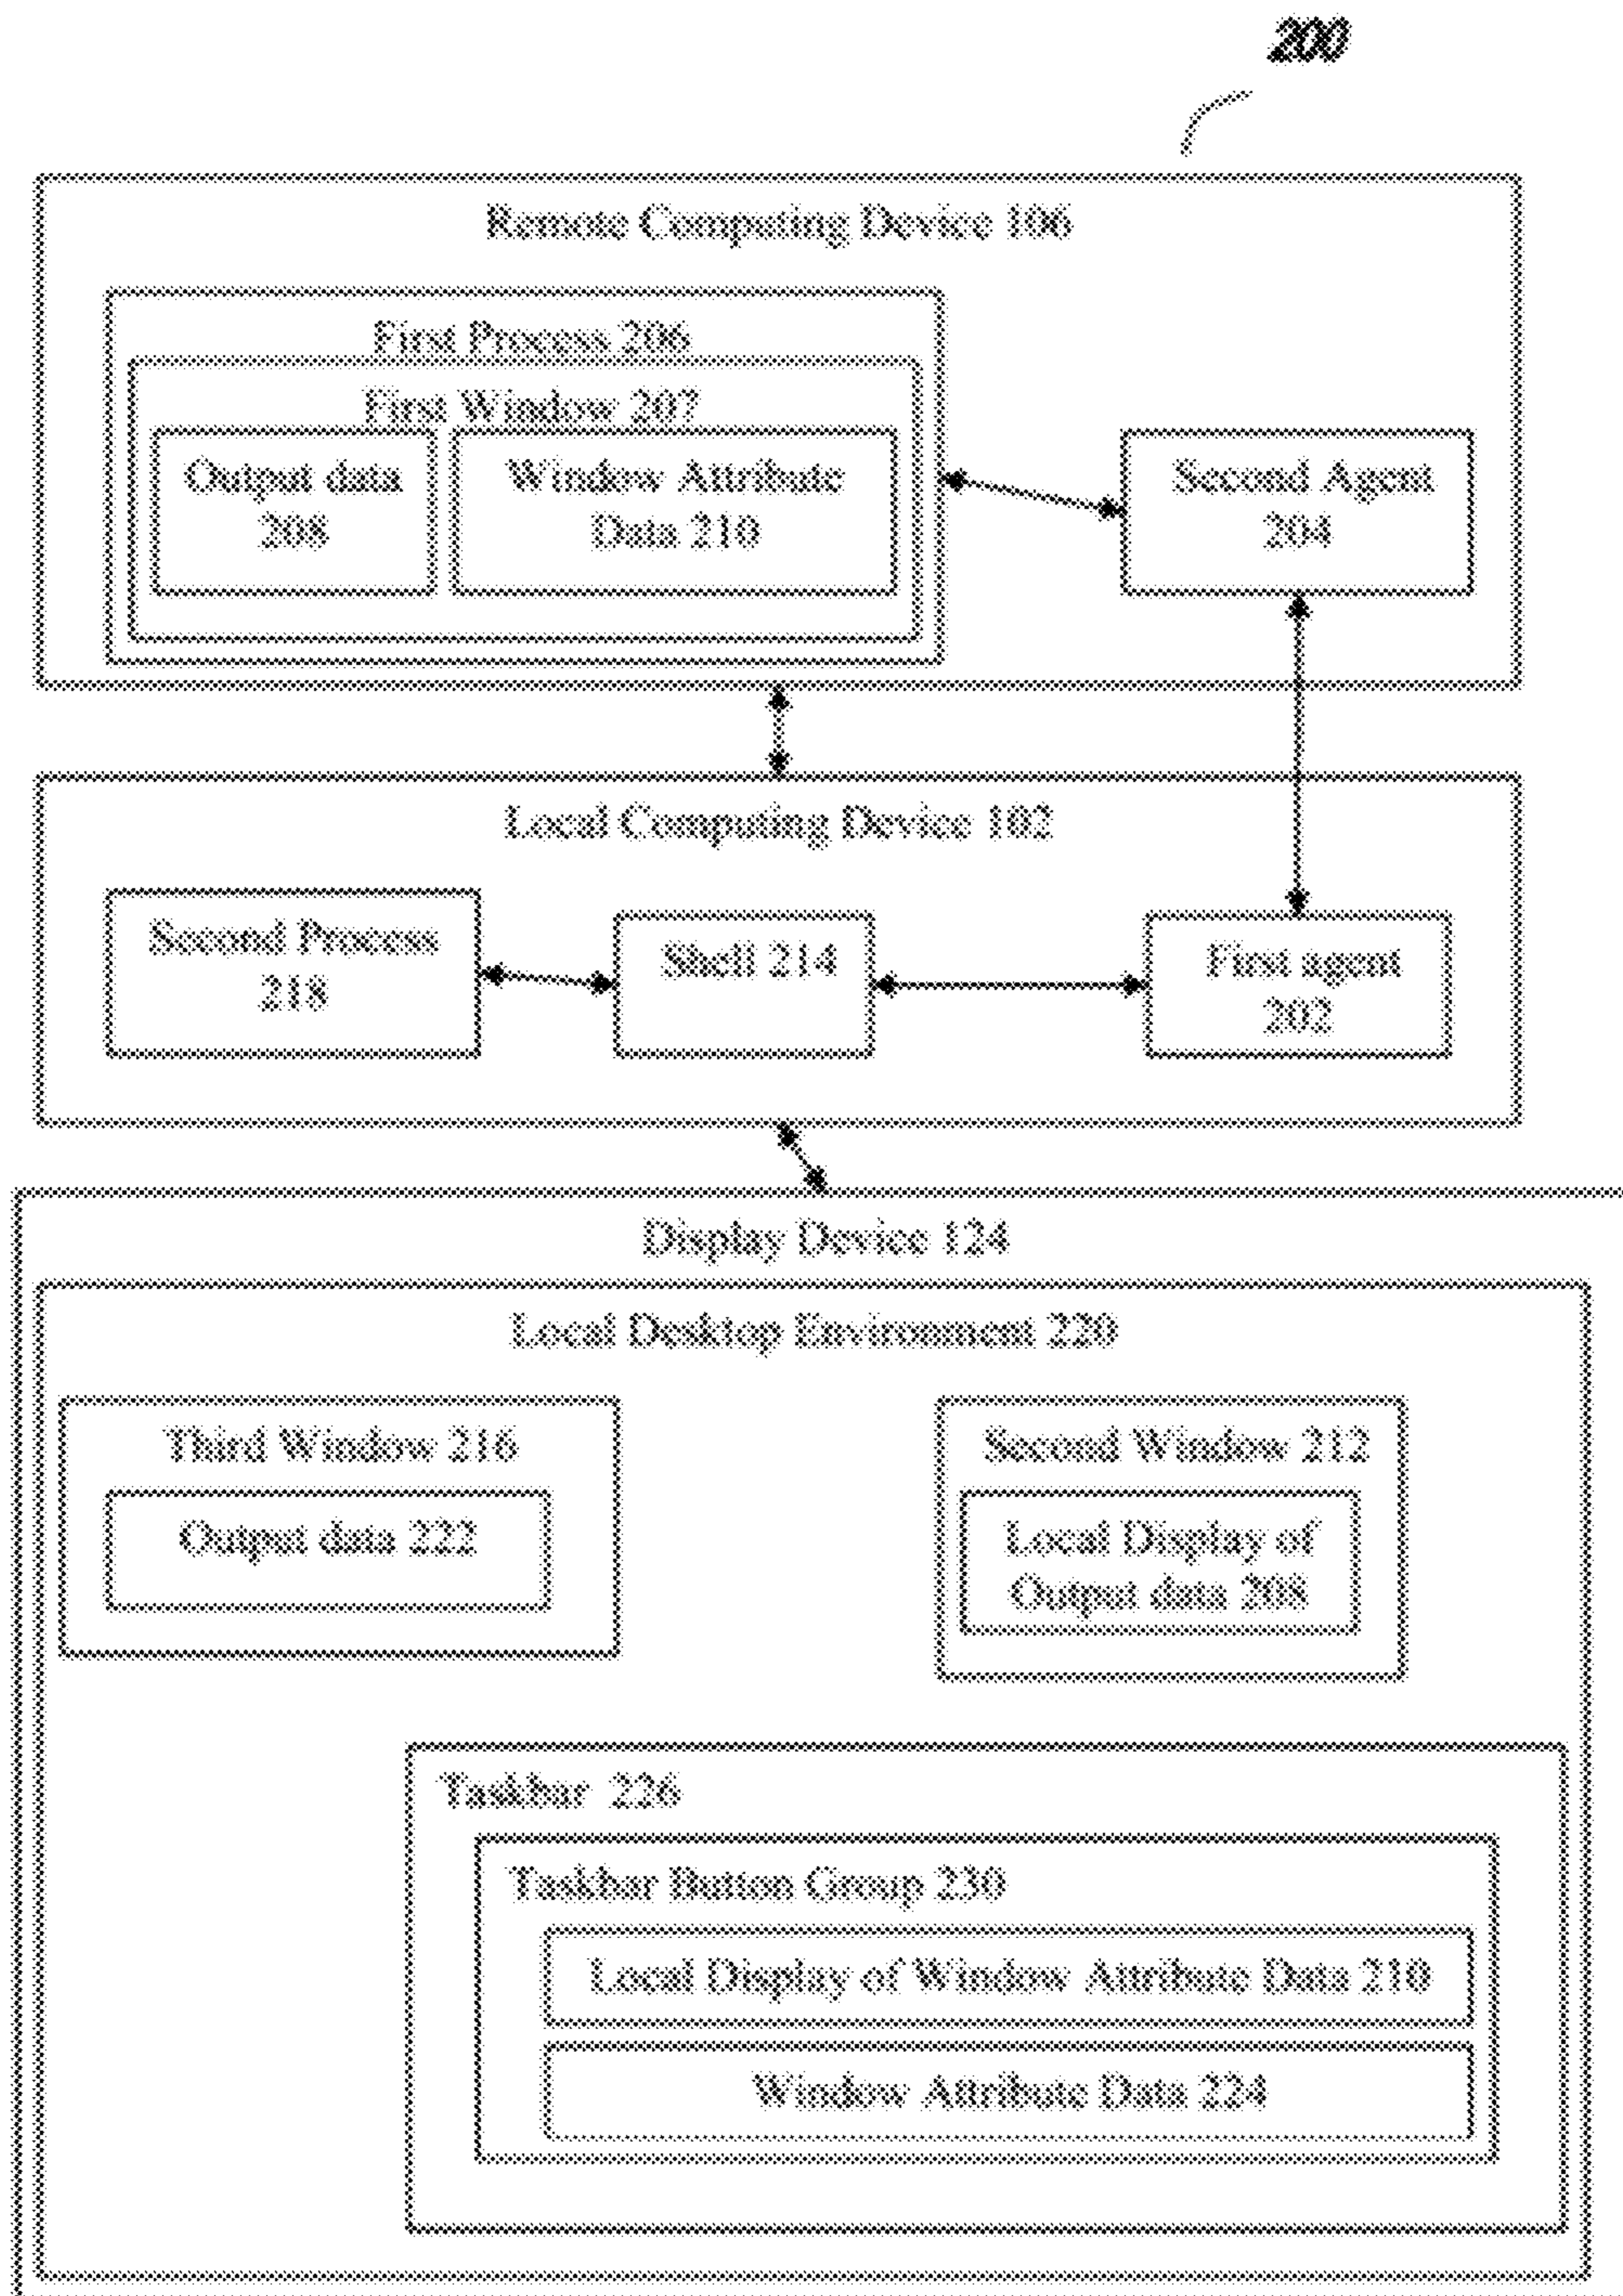 200
Remote Computing Device 106
First Process 206
First Window 207
Output data
208
Window Attribute
Data 210
Second Agent
204
Local Computing Device 102
Second Process
218
Shell 214
First agent
202
Display Device 124
Local Desktop Environment 220
Third Window 216
Output data 222
Second Window 212
Local Display of
Output data 208
Taskbar 226
Taskbar Button Group 230
Local Display of Window Attribute Data 210
Window Attribute Data 224